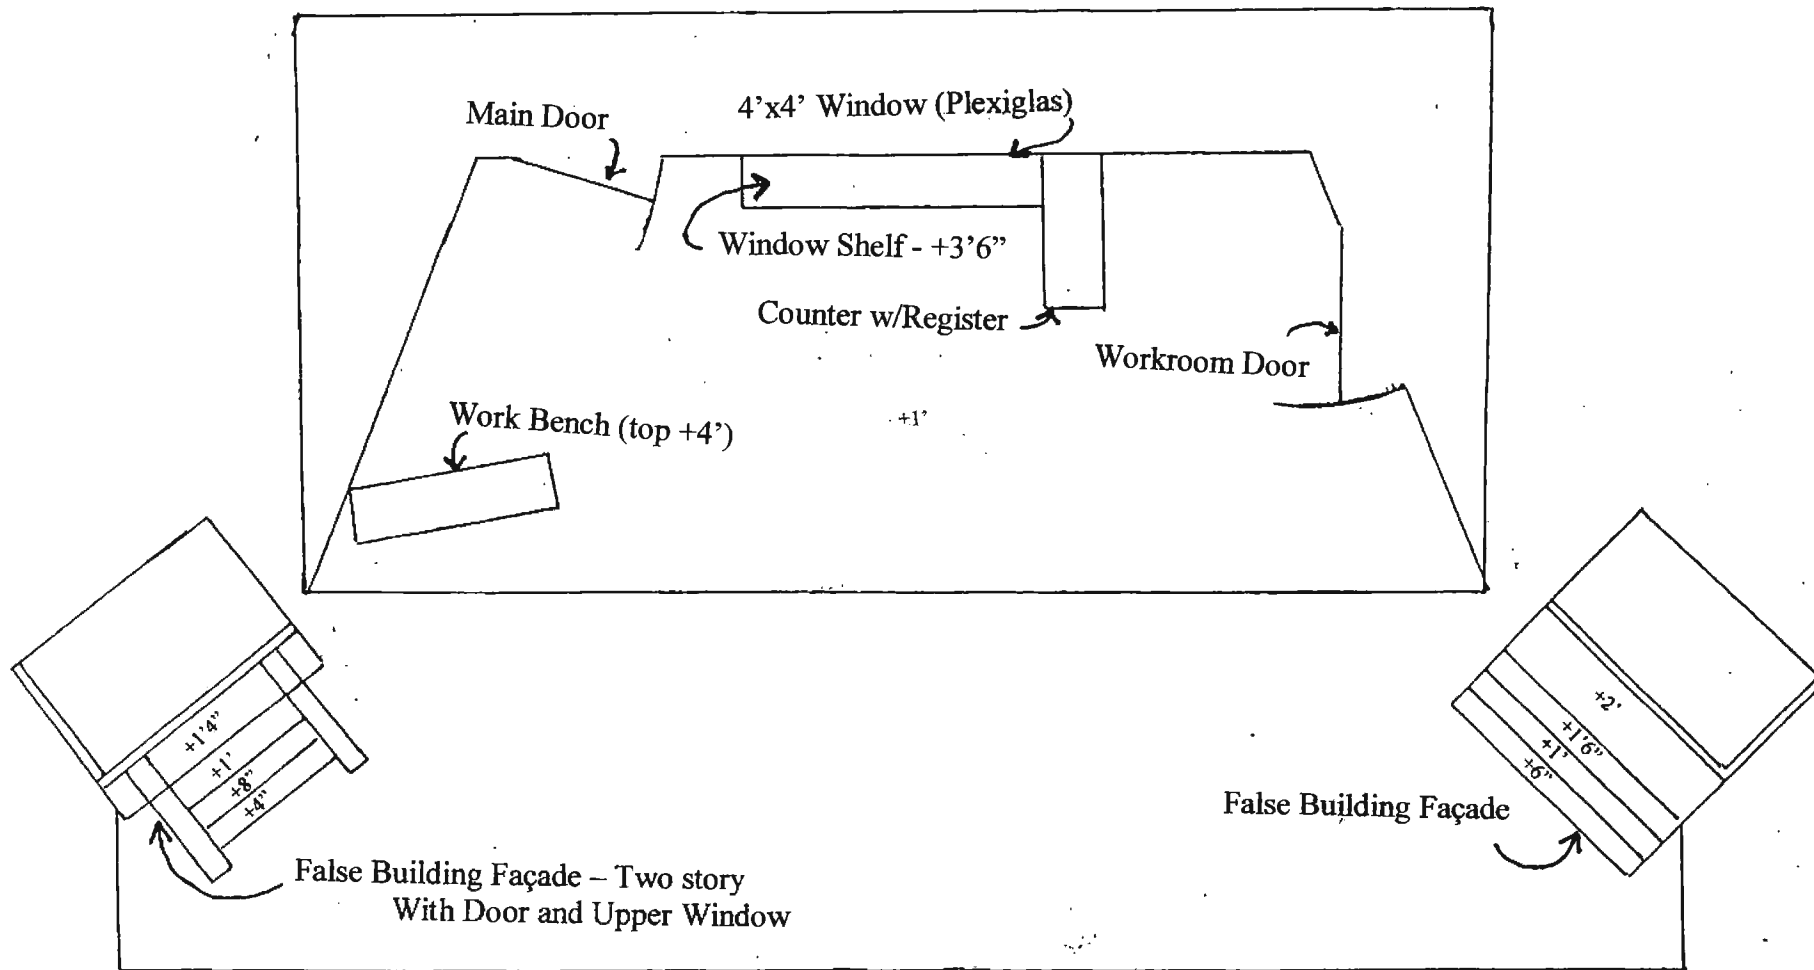 4’x4’ Window (Plexiglas)
Main Door
Window Shelf - +3’6”
Counter w/Register
Workroom Door
Work Bench (top +4’)
+1’
+1’4”
+1’
+8”
+4”
+2’
+1’6”
+1’
+6”
False Building Façade
False Building Façade – Two story
With Door and Upper Window